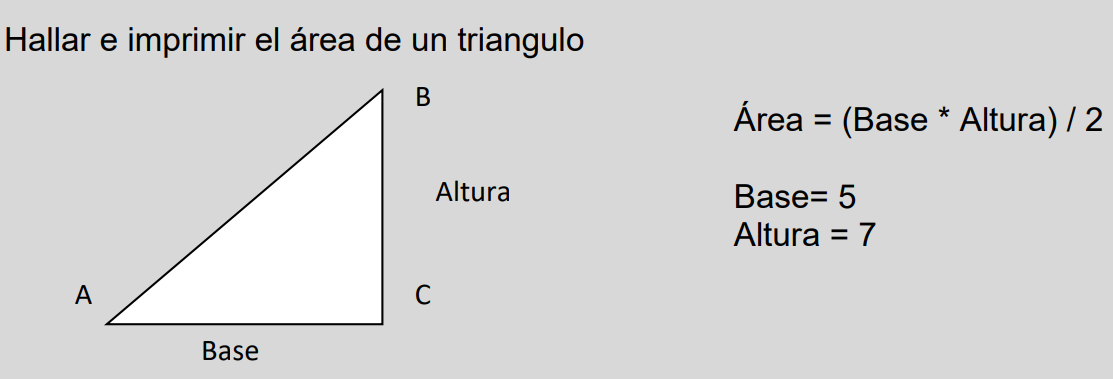 Hallar e imprimir el área de un triangulo
B
Altura
A
C
Base
Área = (Base * Altura) / 2
Base= 5
Altura = 7